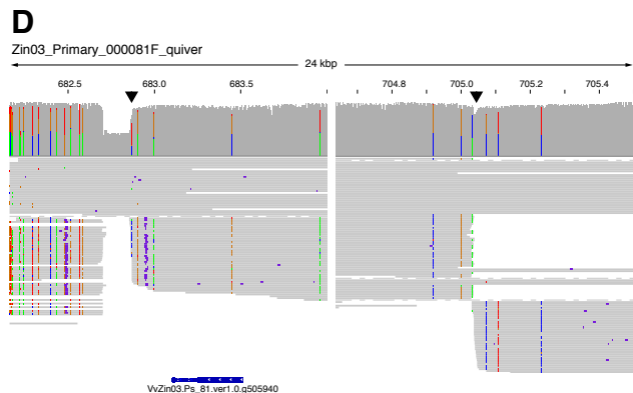 D
Zin03_Primary_000081F_quiver
24 kbp
682.5 683.0 683.5 704.8 705.0 705.2 705.4
VvZin03.Ps_81.ver1.0.g505940